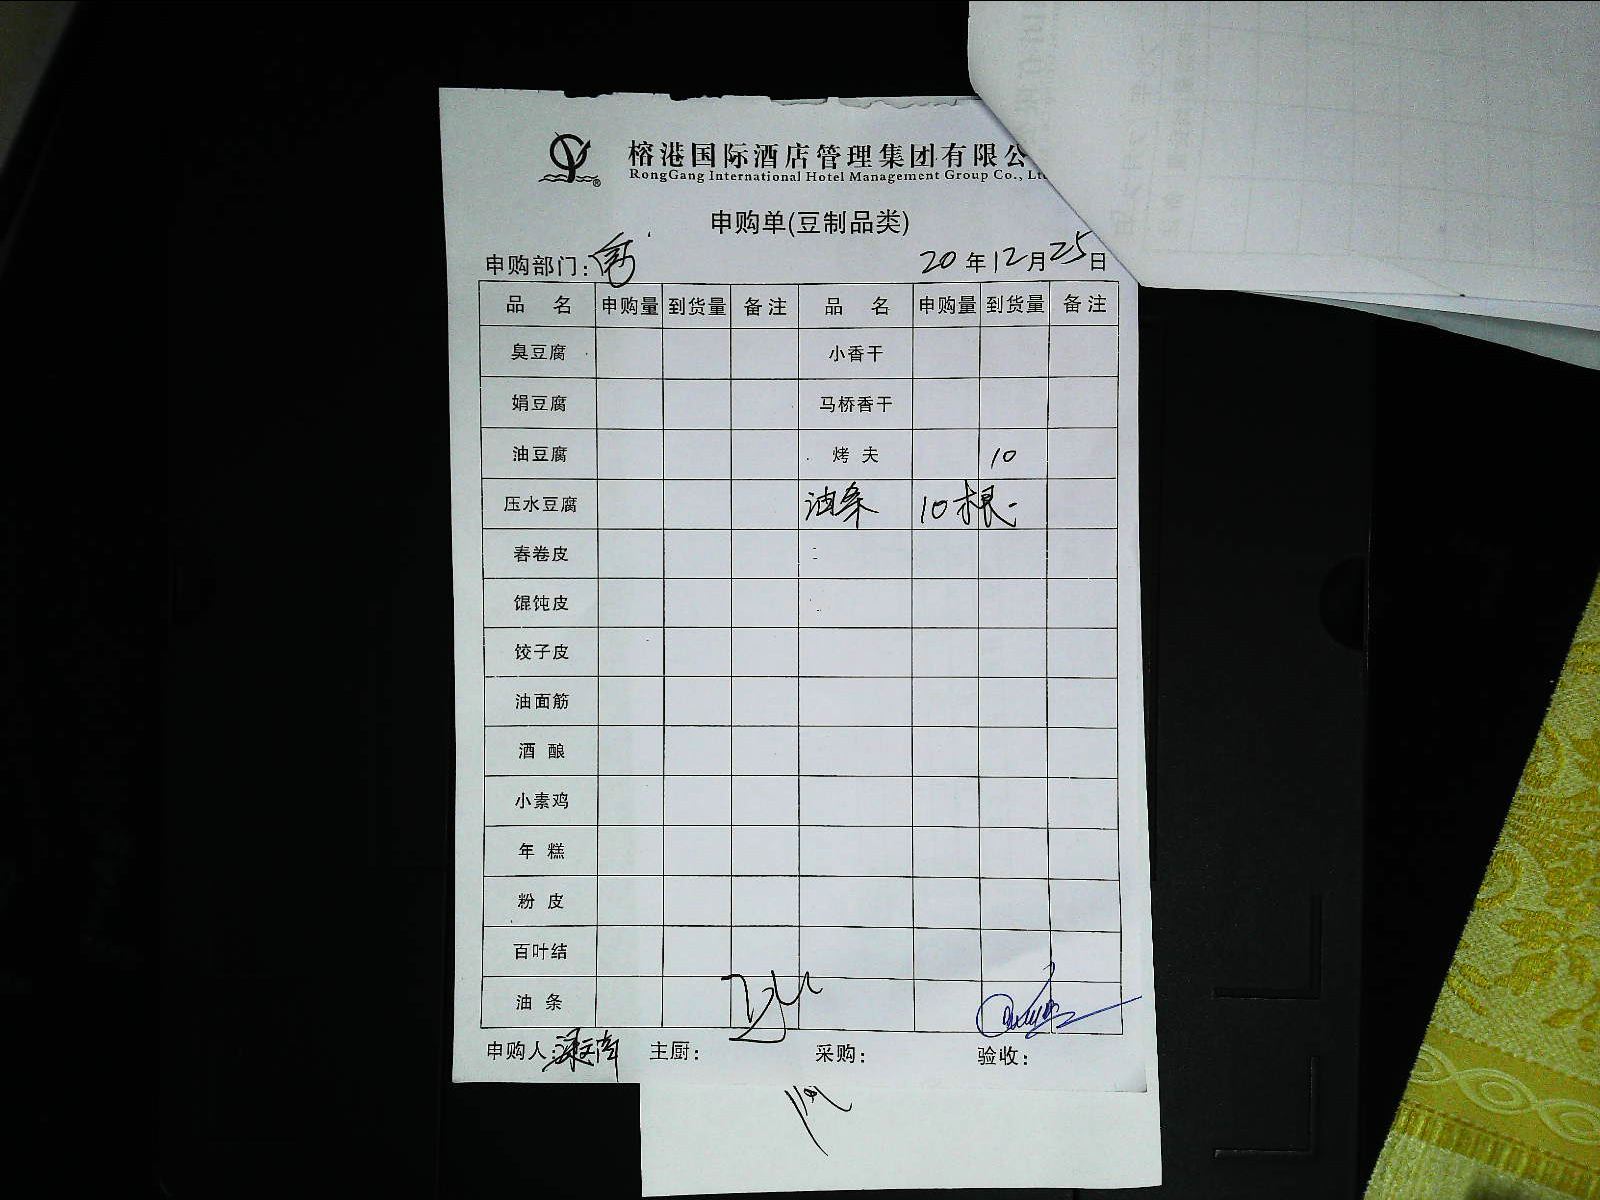 榕港国际酒店管理集团有限公
RongGang International Hotel Management Group Co., Lt
申购单(豆制品类)
申购部门: 20年12月25日
品 名 申购量 到货量 备注 品 名 申购量 到货量 备注
臭豆腐 小香干
娟豆腐 马桥香干
油豆腐 烤 夫 10
压水豆腐 油条 10根
春卷皮
馄饨皮
饺子皮
油面筋
酒 酿
小素鸡
年 糕
粉 皮
百叶结
油 条
申购人: 主厨: 采购: 验收: